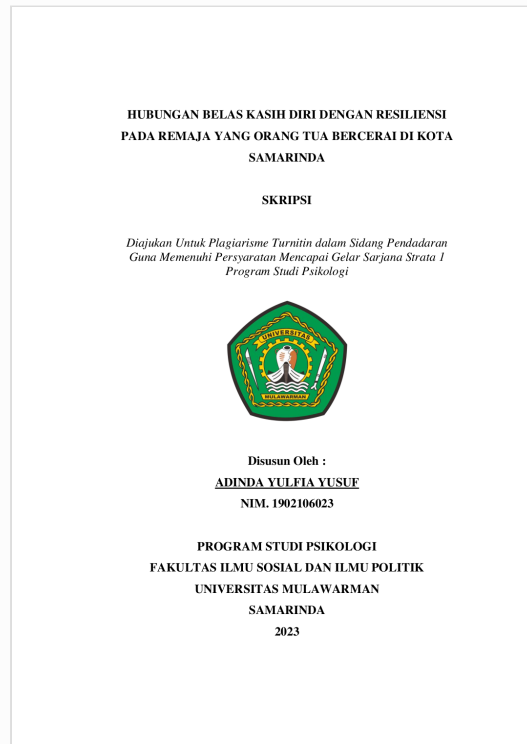 HUBUNGAN BELAS KASIH DIRI DENGAN RESILIENSI
PADA REMAJA YANG ORANG TUA BERCERAI DI KOTA
SAMARINDA
SKRIPSI
Diajukan Untuk Plagiarisme Turnitin dalam Sidang Pendadaran
Guna Memenuhi Persyaratan Mencapai Gelar Sarjana Strata 1
Program Studi Psikologi
UNIVERSITAS
MULAWARMAN
Disusun Oleh :
ADINDA YULFIA YUSUF
NIM. 1902106023
PROGRAM STUDI PSIKOLOGI
FAKULTAS ILMU SOSIAL DAN ILMU POLITIK
UNIVERSITAS MULAWARMAN
SAMARINDA
2023